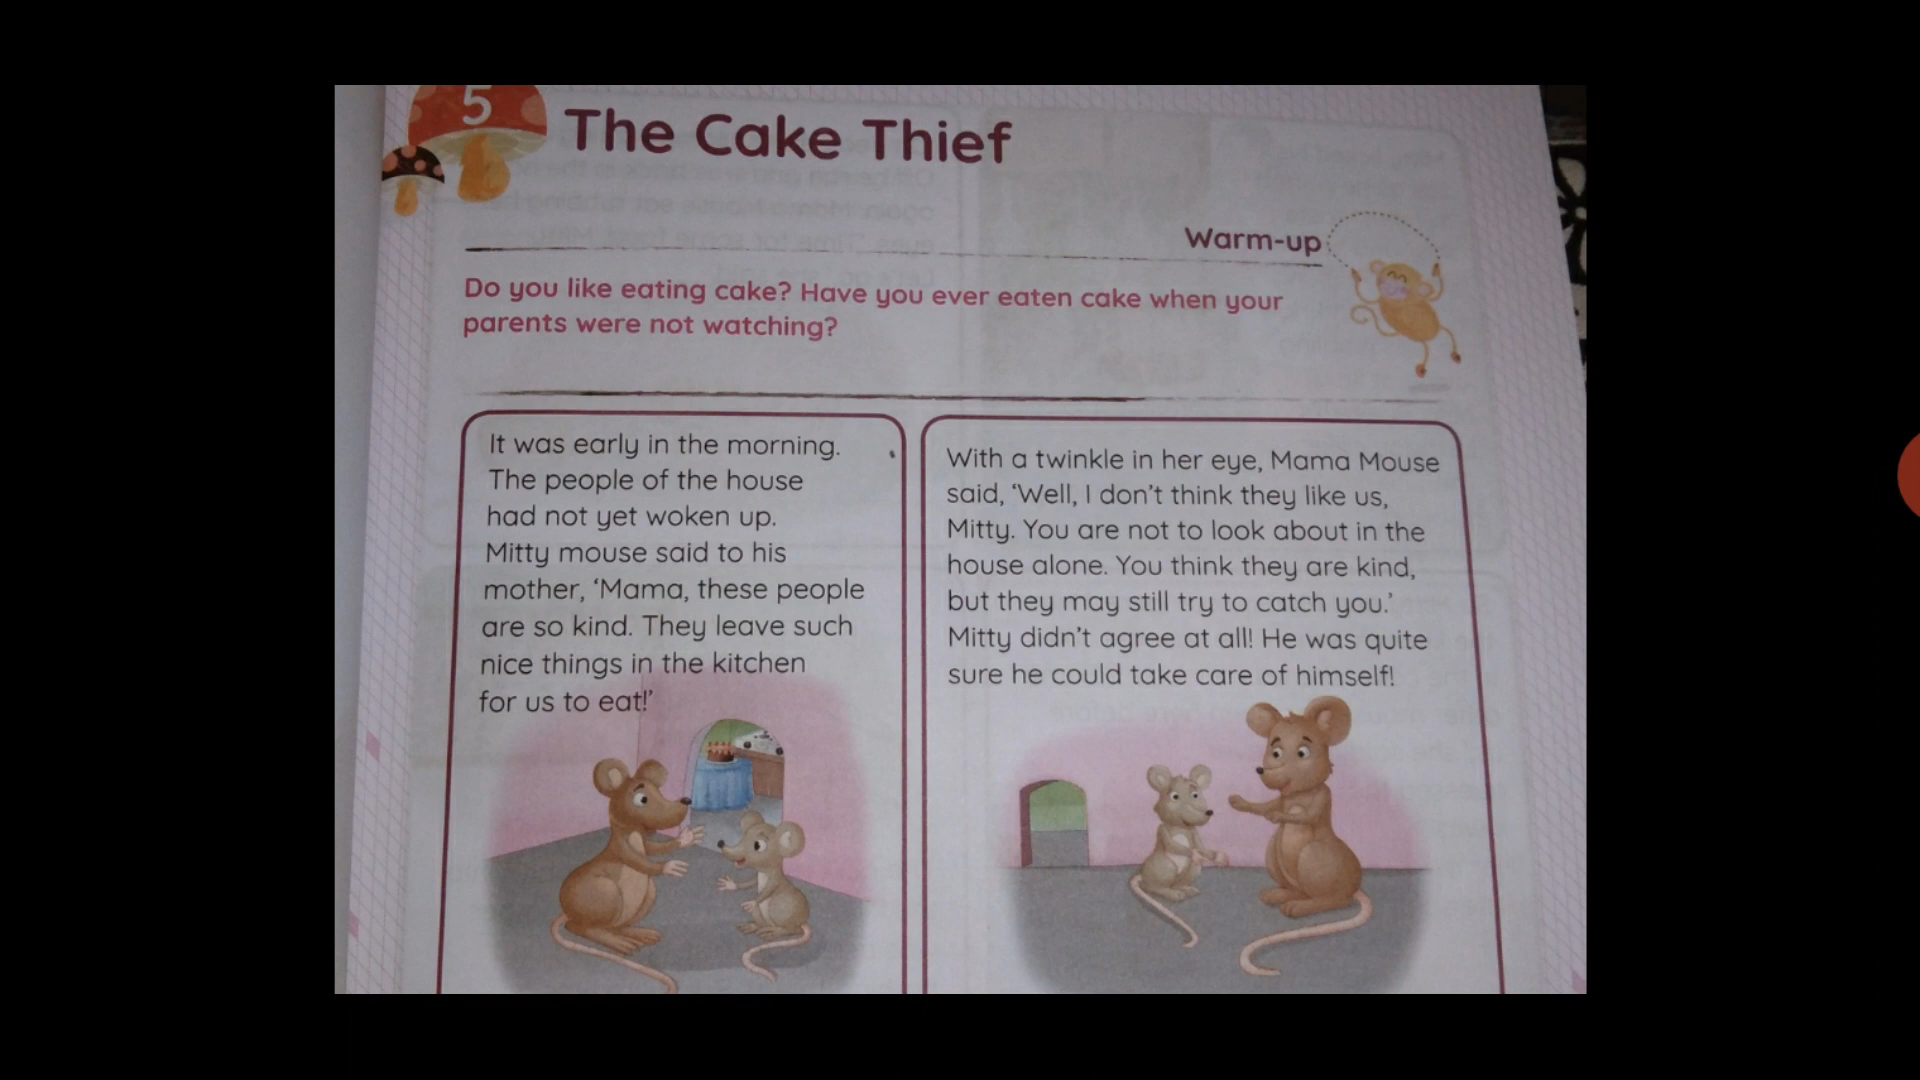 5
The Cake Thief
Warm-up
Do you like eating cake? Have you ever eaten cake when your
parents were not watching?
It was early in the morning.
The people of the house
had not yet woken up.
Mitty mouse said to his
mother, ‘Mama, these people
are so kind. They leave such
nice things in the kitchen
for us to eat!’
With a twinkle in her eye, Mama Mouse
said, ‘Well, I don’t think they like us,
Mitty. You are not to look about in the
house alone. You think they are kind,
but they may still try to catch you.’
Mitty didn’t agree at all! He was quite
sure he could take care of himself!